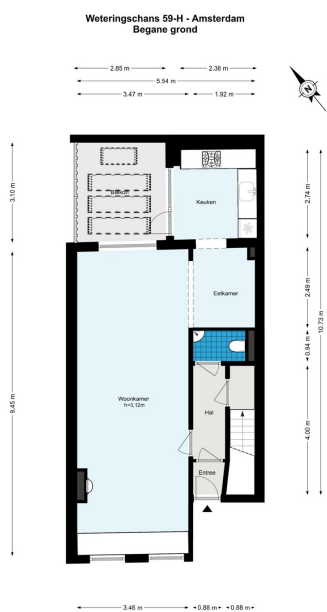 Weteringschans 59-H - Amsterdam
Begane grond
2.85 m
2.38 m
5.54 m
3.47 m
1.92 m
N
3.10 m
2.74 m
Balkon
Keuken
2.49 m
Eetkamer
10.73 m
0.94 m
9.45 m
Woonkamer
h=3,12m
Hal
4.00 m
Entree
3.46 m
0.88 m
0.88 m